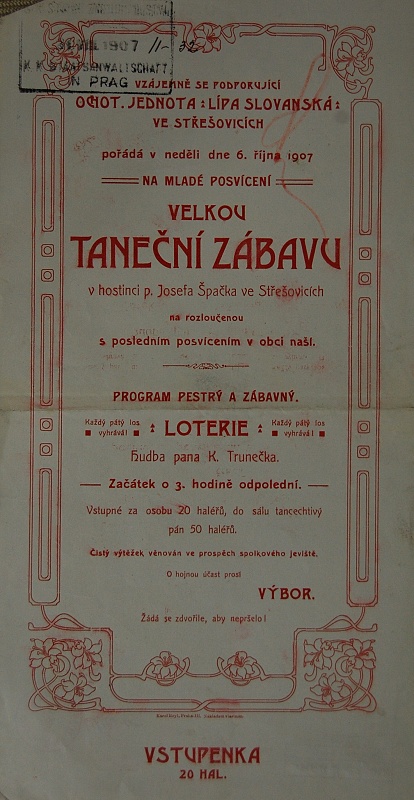 1907 II-32
K. K. STAATSANWALTSCHAFT
IN PRAG
VZÁJEMNĚ SE PODPORUJÍCÍ
OCHOT. JEDNOTA : LÍPA SLOVANSKÁ :
VE STŘEŠOVICÍCH
pořádá v neděli dne 6. října 1907
NA MLADÉ POSVÍCENÍ
VELKOU
TANEČNÍ ZÁBAVU
v hostinci p. Josefa Špačka ve Střešovicích
na rozloučenou
s posledním posvícením v obci naší.
PROGRAM PESTRÝ A ZÁBAVNÝ.
Každý pátý los vyhrává! : LOTERIE : Každý pátý los vyhrává!
Hudba pana K. Trunečka.
Začátek o 3. hodině odpolední.
Vstupné za osobu 20 haléřů, do sálu tancechtivý
pán 50 haléřů.
Čistý výtěžek věnován ve prospěch spolkového jeviště.
O hojnou účast prosí
VÝBOR.
Žádá se zdvořile, aby nepršelo!
VSTUPENKA
20 HAL.